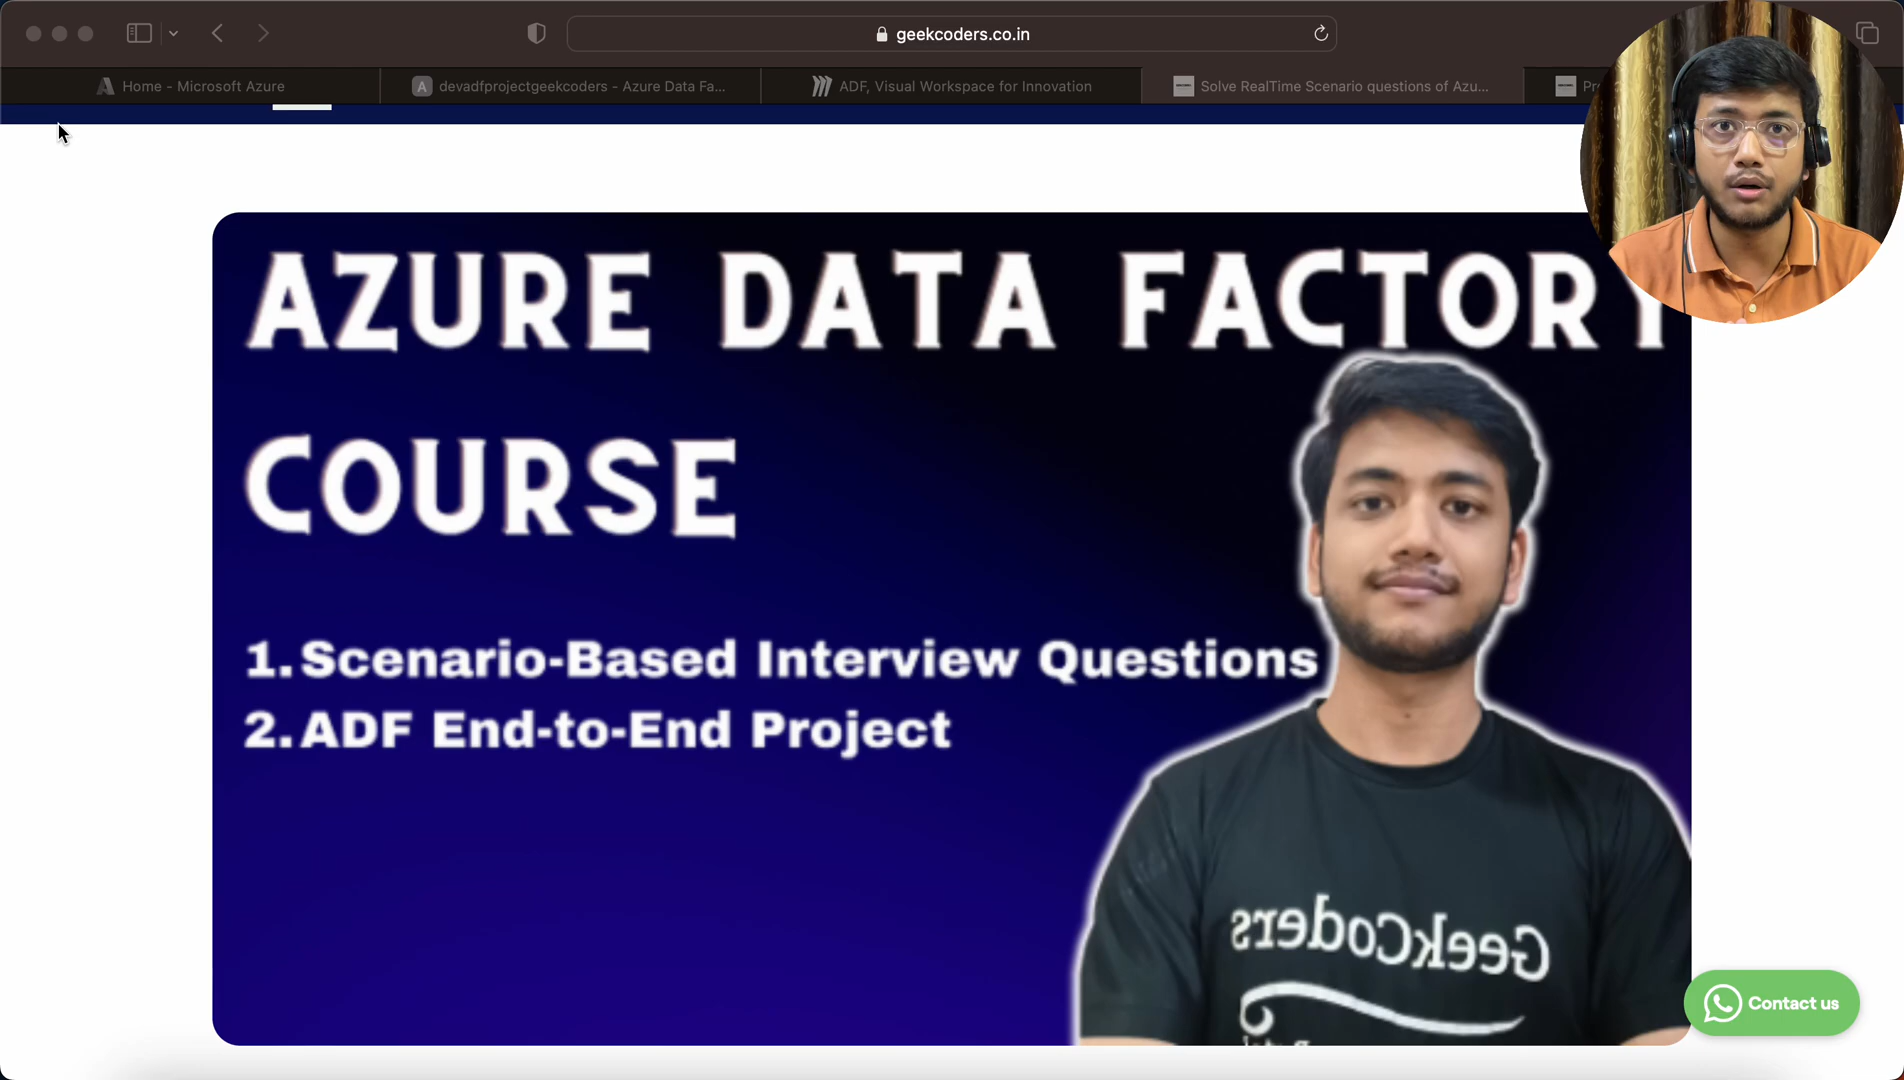 geekcoders.co.in
Home - Microsoft Azure
devadfprojectgeekcoders - Azure Data Fa...
ADF, Visual Workspace for Innovation
Solve RealTime Scenario questions of Azu...
AZURE DATA FACTORY
COURSE
1. Scenario-Based Interview Questions
2. ADF End-to-End Project
GeekCoders
Contact us